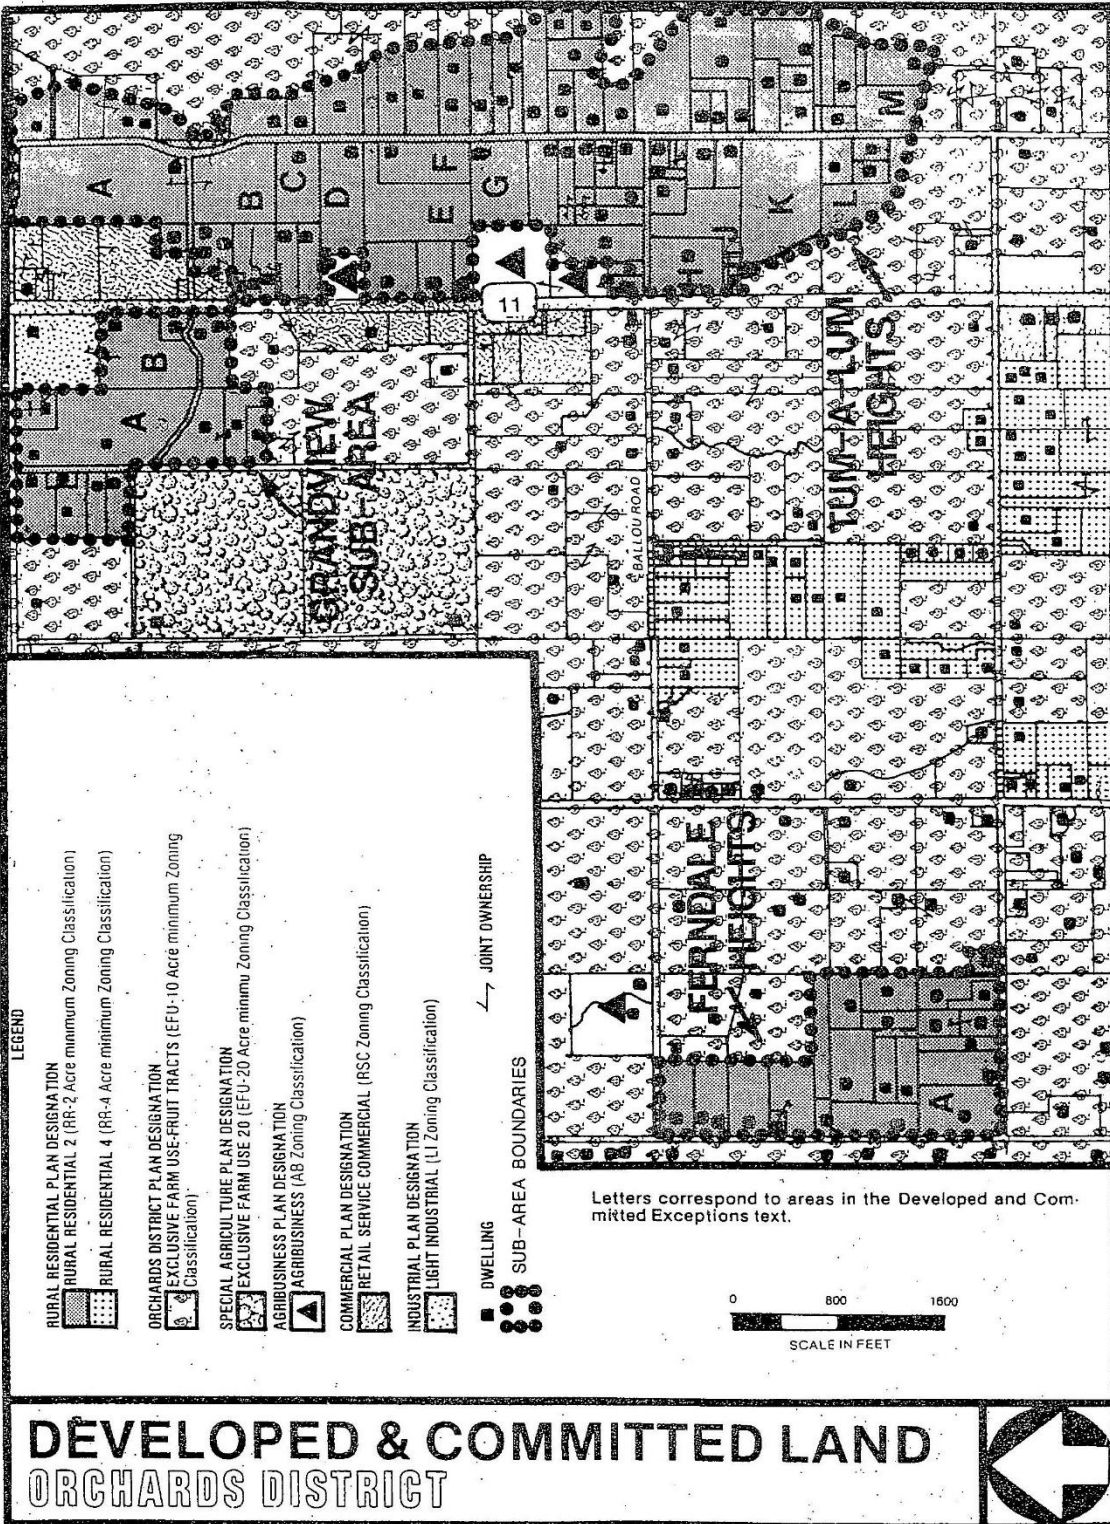 LEGEND
RURAL RESIDENTIAL PLAN DESIGNATION
RURAL RESIDENTIAL 2 (RR-2 Acre minimum Zoning Classification)
RURAL RESIDENTIAL 4 (RR-4 Acre minimum Zoning Classification)
ORCHARDS DISTRICT PLAN DESIGNATION
EXCLUSIVE FARM USE-FRUIT TRACTS (EFU-10 Acre minimum Zoning
Classification)
SPECIAL AGRICULTURE PLAN DESIGNATION
EXCLUSIVE FARM USE 20 (EFU-20 Acre minimu Zoning Classification)
AGRIBUSINESS PLAN DESIGNATION
AGRIBUSINESS (AB Zoning Classification)
COMMERCIAL PLAN DESIGNATION
RETAIL SERVICE COMMERCIAL (RSC Zoning Classification)
INDUSTRIAL PLAN DESIGNATION
LIGHT INDUSTRIAL (LI Zoning Classification)
DWELLING
JOINT OWNERSHIP
SUB-AREA BOUNDARIES
A
B
C
D
E
F
G
H
I
J
K
L
M
11
A
B
GRANDVIEW
SUB-AREA
BALLOU ROAD
TUM-A-LUM
HEIGHTS
FERNDALE
HEIGHTS
A
Letters correspond to areas in the Developed and Com-
mitted Exceptions text.
0 800 1600
SCALE IN FEET
DEVELOPED & COMMITTED LAND
ORCHARDS DISTRICT